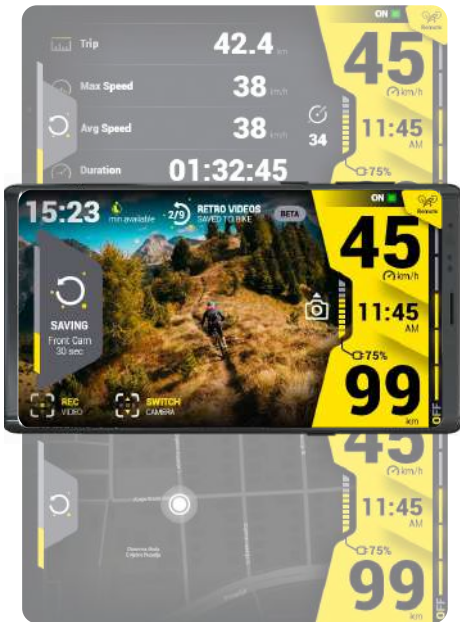 ON
Remote
Trip 42.4 km
45
km/h
Max Speed 38 km/h
Avg Speed 38 km/h
34
11:45
AM
Duration 01:32:45
75%
15:23
min available
2/9
RETRO VIDEOS
SAVED TO BIKE
BETA
ON
Remote
45
km/h
SAVING
Front Cam
30 sec
11:45
AM
75%
REC
VIDEO
SWITCH
CAMERA
99
km
OFF
45
km/h
11:45
AM
75%
99
km
OFF